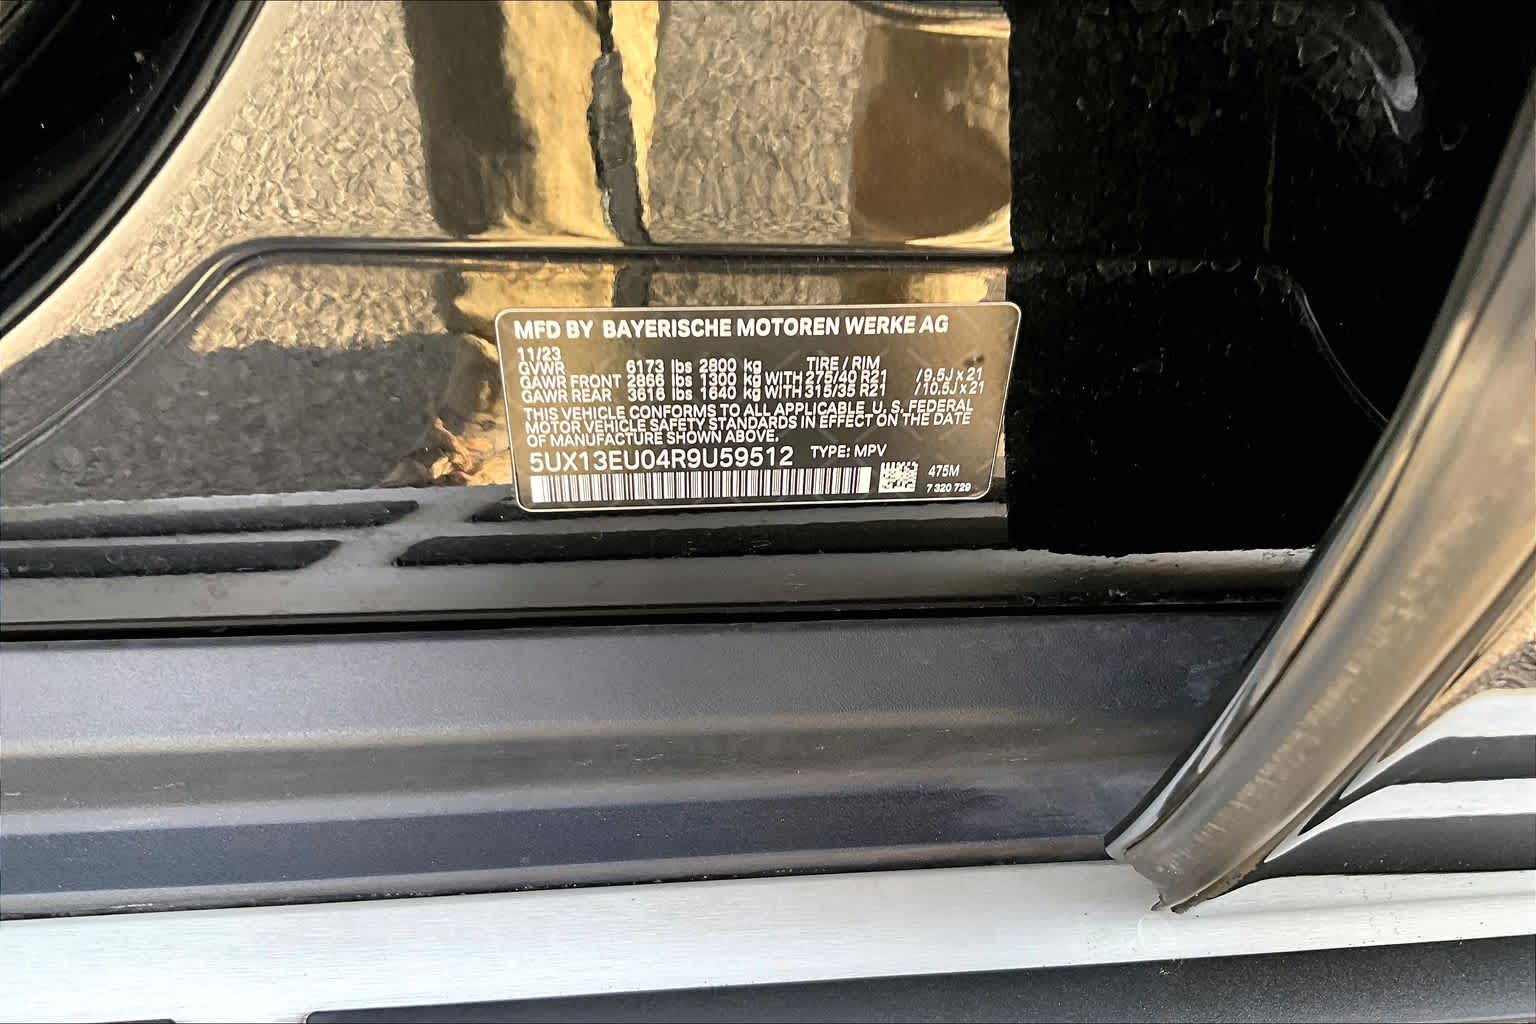 MFD BY BAYERISCHE MOTOREN WERKE AG
11/23
GVWR 6173 lbs 2800 kg TIRE / RIM
GAWR FRONT 2866 lbs 1300 kg WITH 275/40 R21 / 9.5J x 21
GAWR REAR 3616 lbs 1640 kg WITH 315/35 R21 / 10.5J x 21
THIS VEHICLE CONFORMS TO ALL APPLICABLE U. S. FEDERAL
MOTOR VEHICLE SAFETY STANDARDS IN EFFECT ON THE DATE
OF MANUFACTURE SHOWN ABOVE.
5UX13EU04R9U59512 TYPE: MPV
475M
7 320 729